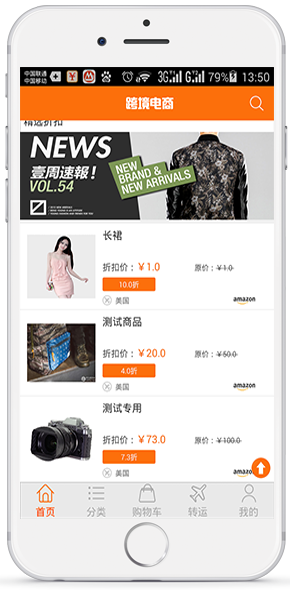 中国联通
中国移动
3G G 79% 13:50
跨境电商
精选折扣
NEWS
壹周速報!
VOL.54
NEW
BRAND &
NEW ARRIVALS
长裙
折扣价：￥1.0 原价：￥1.0
10.0折
美国 amazon
测试商品
折扣价：￥20.0 原价：￥50.0
4.0折
美国 amazon
测试专用
折扣价：￥73.0 原价：￥100.0
7.3折
美国 amazo
首页 分类 购物车 转运 我的